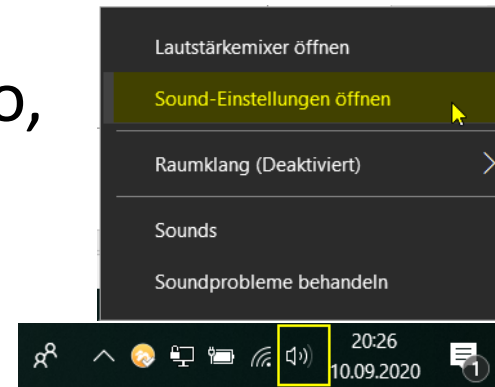 o,
Lautstärkemixer öffnen
Sound-Einstellungen öffnen
Raumklang (Deaktiviert)
Sounds
Soundprobleme behandeln
20:26
10.09.2020
1